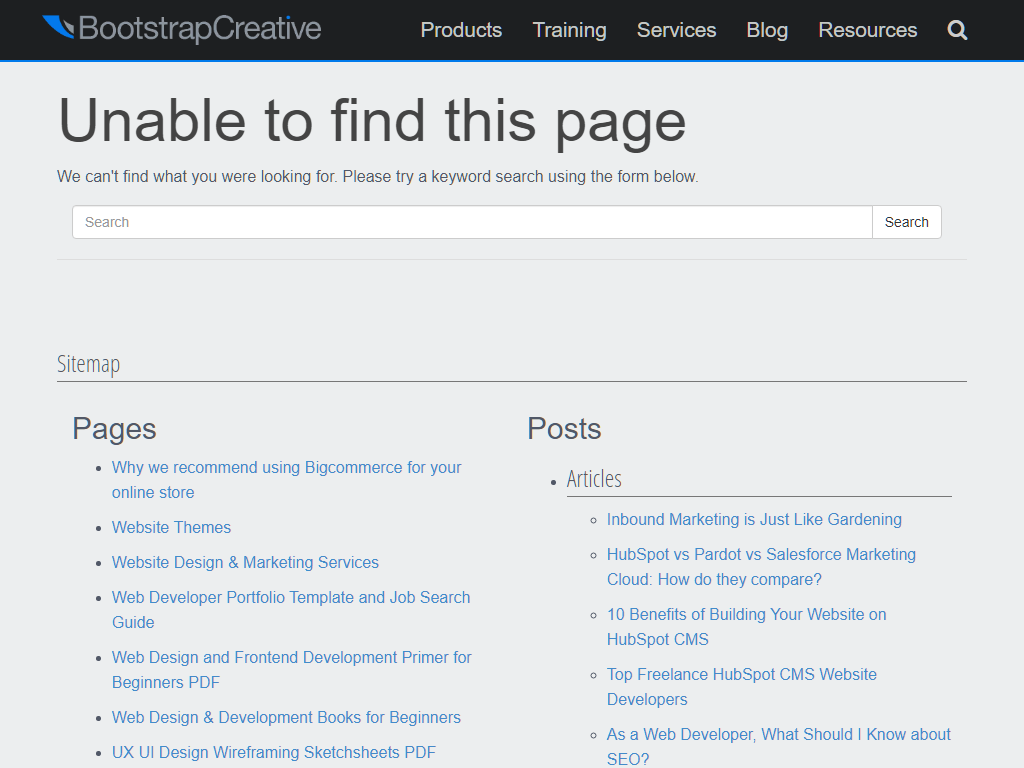 BootstrapCreative
Products Training Services Blog Resources
Unable to find this page
We can't find what you were looking for. Please try a keyword search using the form below.
Search Search
Sitemap
Pages
Why we recommend using Bigcommerce for your
online store
Website Themes
Website Design & Marketing Services
Web Developer Portfolio Template and Job Search
Guide
Web Design and Frontend Development Primer for
Beginners PDF
Web Design & Development Books for Beginners
UX UI Design Wireframing Sketchsheets PDF
Posts
Articles
Inbound Marketing is Just Like Gardening
HubSpot vs Pardot vs Salesforce Marketing
Cloud: How do they compare?
10 Benefits of Building Your Website on
HubSpot CMS
Top Freelance HubSpot CMS Website
Developers
As a Web Developer, What Should I Know about
SEO?